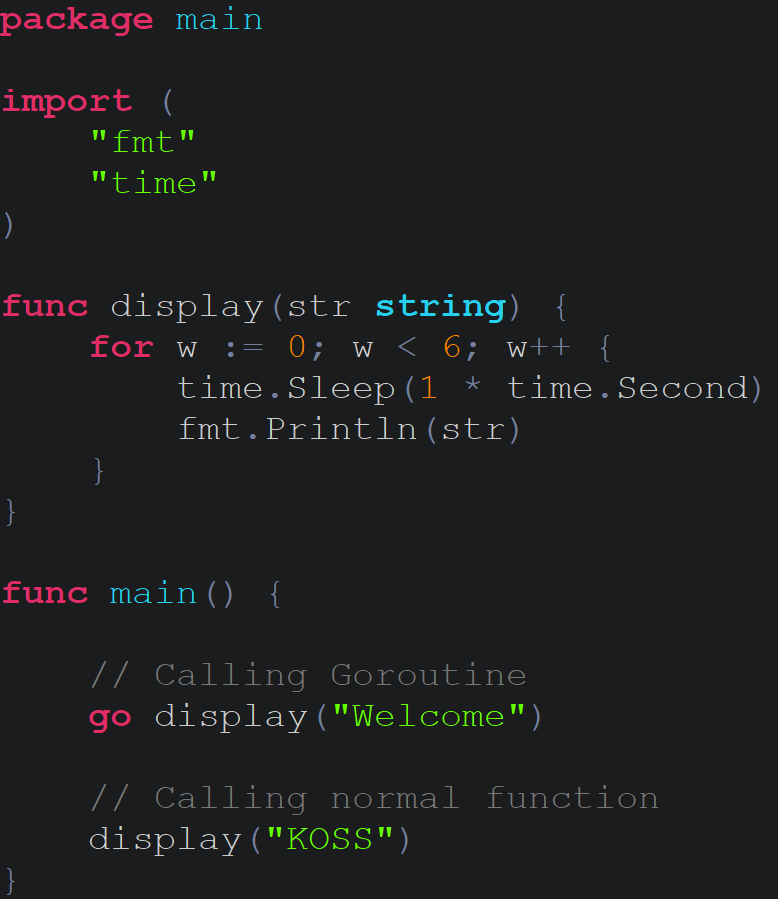 package main
import (
    "fmt"
    "time"
)
func display(str string) {
    for w := 0; w < 6; w++ {
        time.Sleep(1 * time.Second)
        fmt.Println(str)
    }
}
func main() {
    // Calling Goroutine
    go display("Welcome")
    // Calling normal function
    display("KOSS")
}